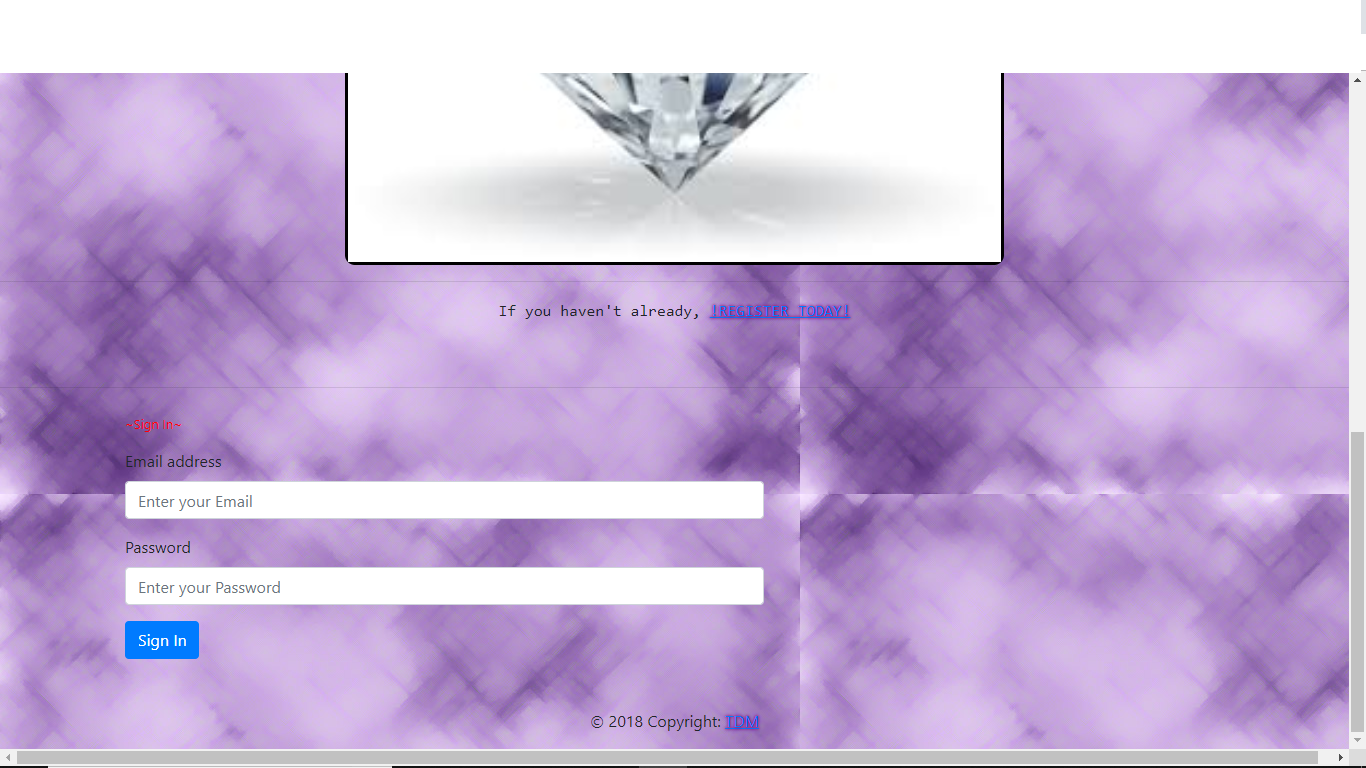 If you haven't already, !REGISTER TODAY!
~Sign In~
Email address
Enter your Email
Password
Enter your Password
Sign In
© 2018 Copyright: TDM